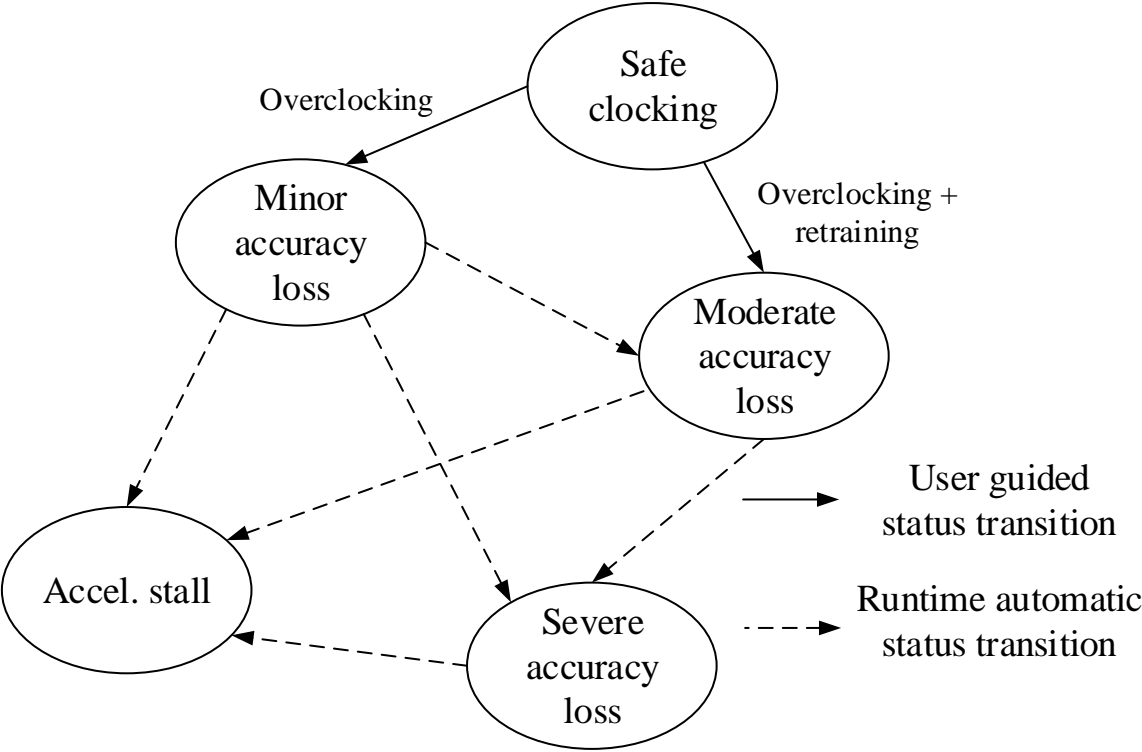 Safe
clocking
Overclocking
Overclocking +
retraining
Minor
accuracy
loss
Moderate
accuracy
loss
User guided
status transition
Accel. stall
Runtime automatic
status transition
Severe
accuracy
loss